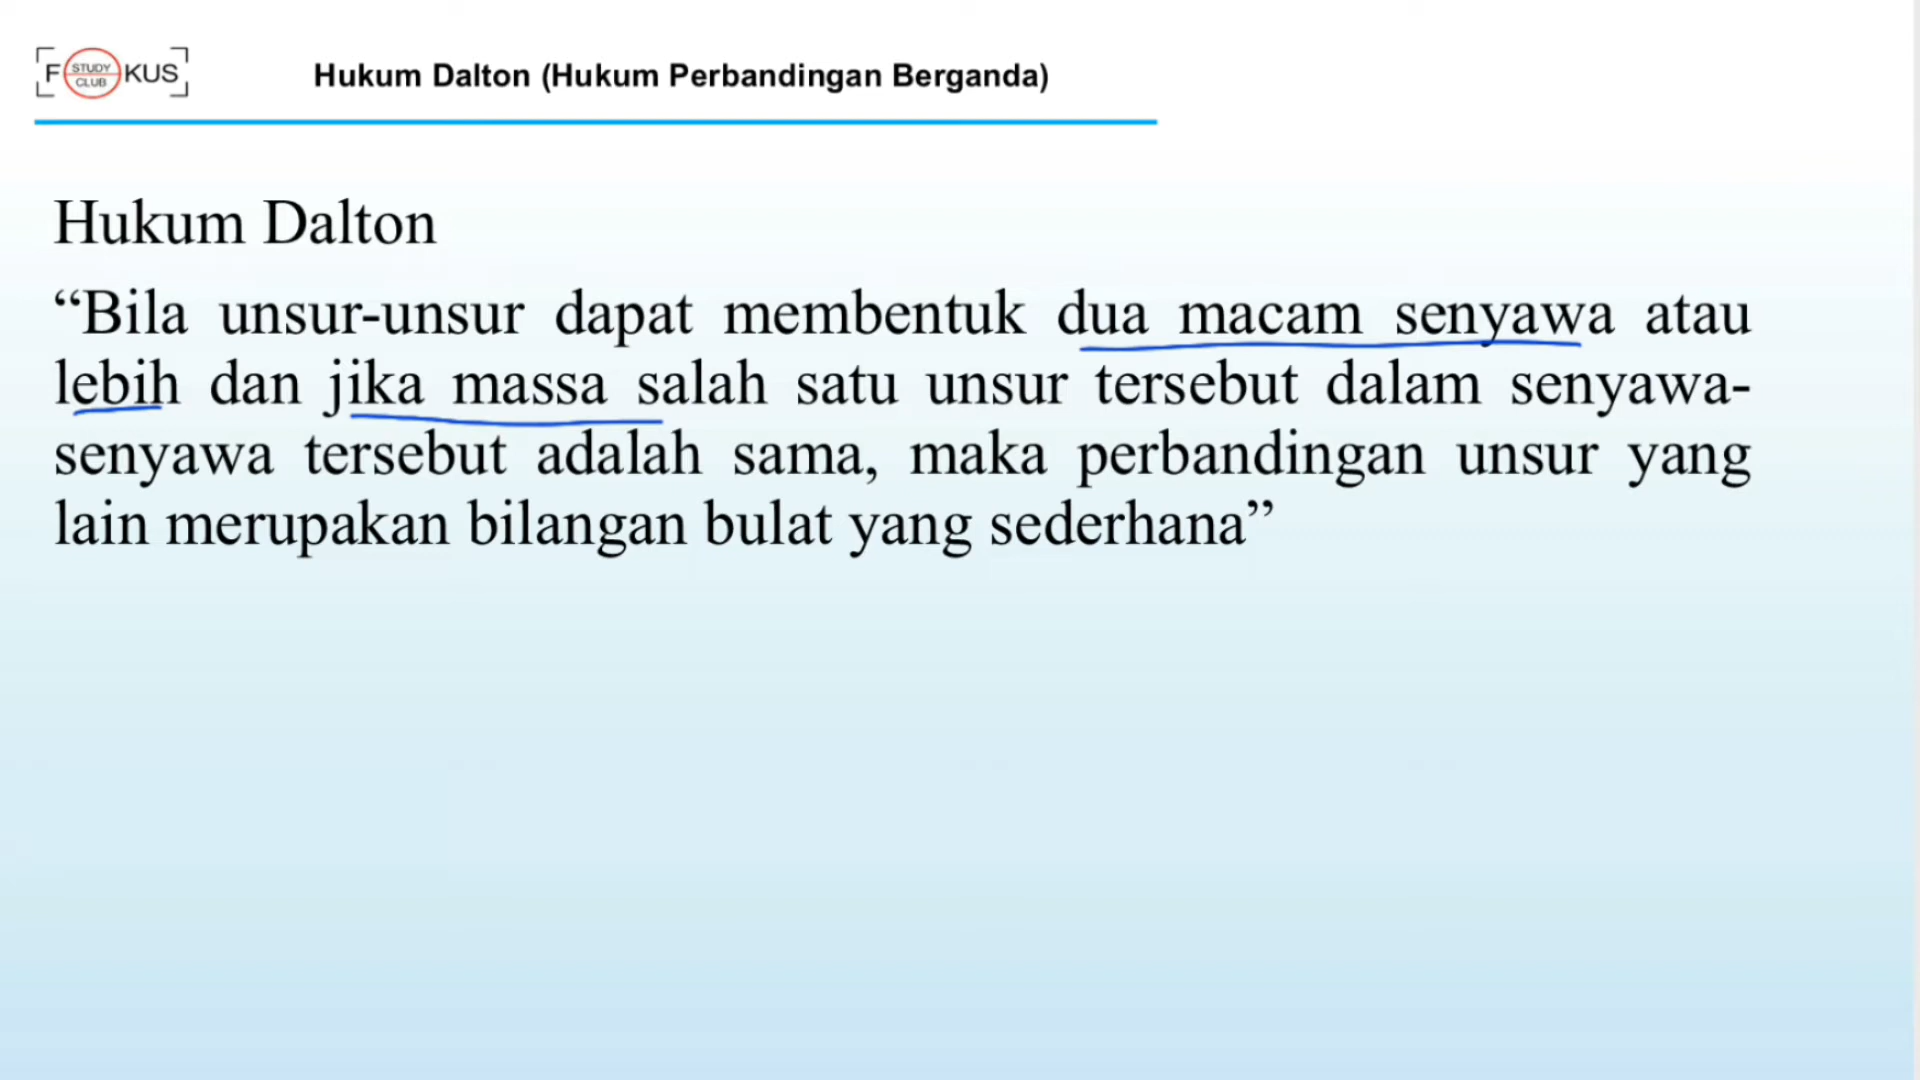 FOKUS
STUDY
CLUB
Hukum Dalton (Hukum Perbandingan Berganda)
Hukum Dalton
“Bila unsur-unsur dapat membentuk dua macam senyawa atau
lebih dan jika massa salah satu unsur tersebut dalam senyawa-
senyawa tersebut adalah sama, maka perbandingan unsur yang
lain merupakan bilangan bulat yang sederhana”